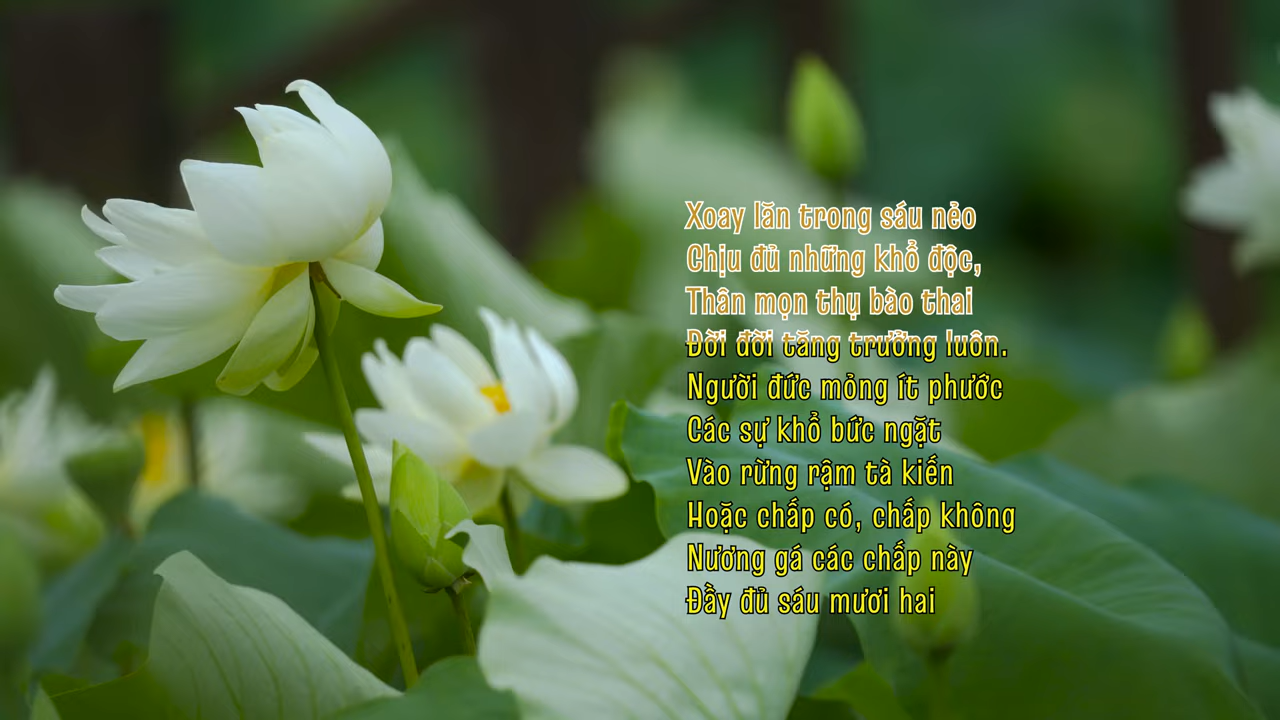 Xoay lăn trong sáu nẻo
Chịu đủ những khổ độc,
Thân mọn thụ bào thai
Đời đời tăng trưởng luôn.
Người đức mỏng ít phước
Các sự khổ bức ngặt
Vào rừng rậm tà kiến
Hoặc chấp có, chấp không
Nương gá các chấp này
Đầy đủ sáu mươi hai